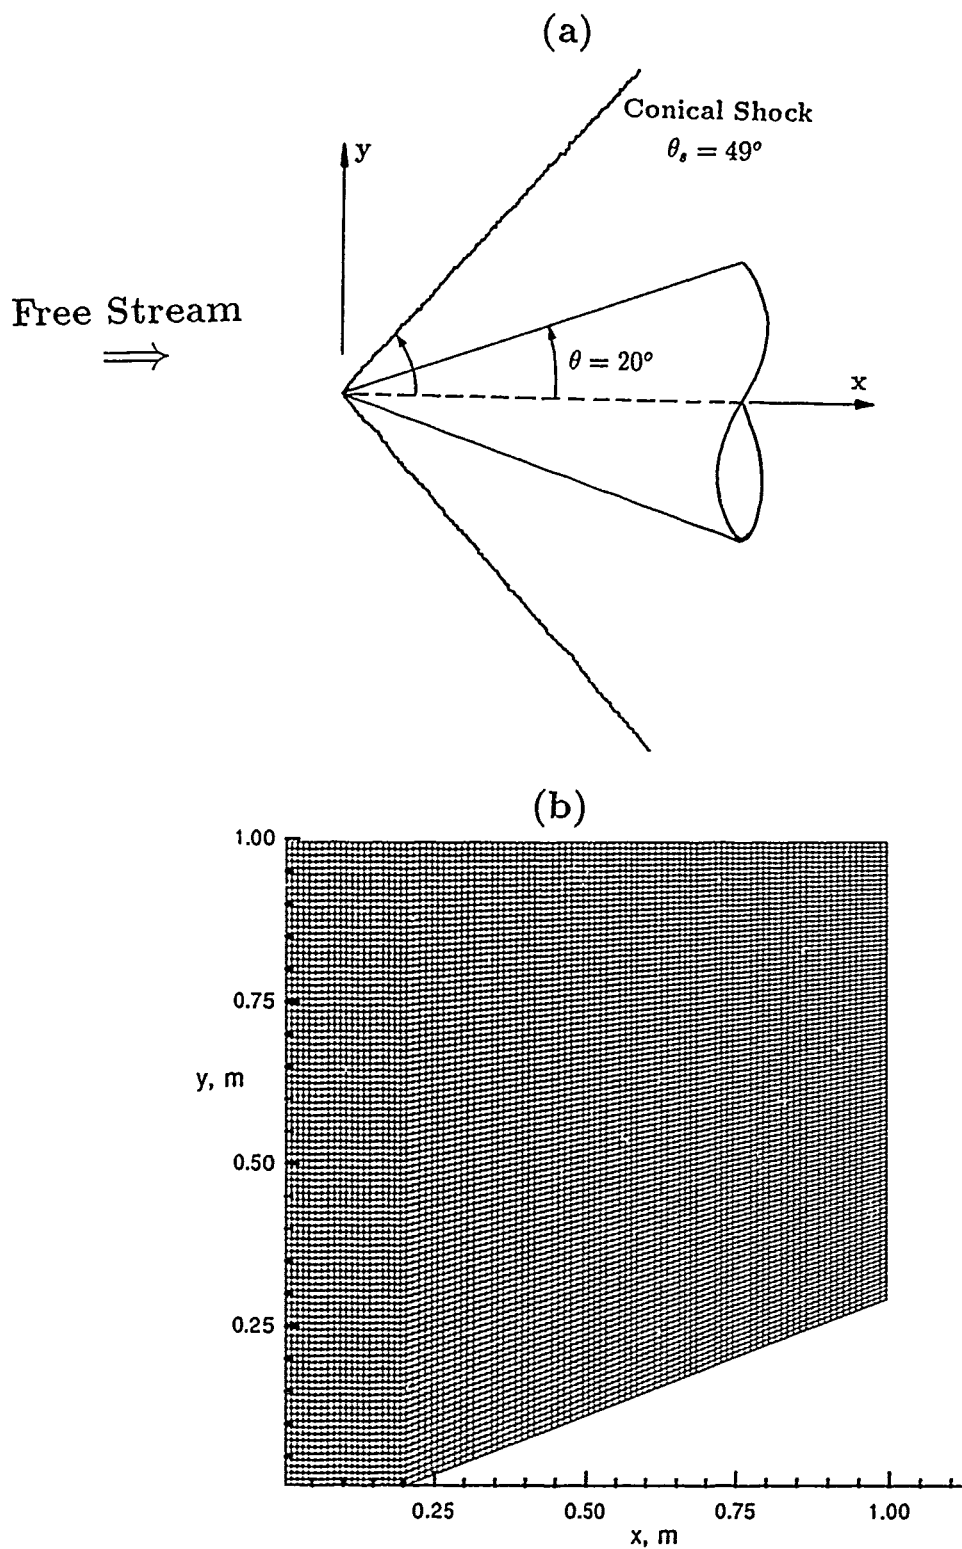 (a)
Conical Shock
θₛ = 49°
y
Free Stream
⇒
θ = 20°
x
(b)
1.00
0.75
y, m
0.50
0.25
0.25 0.50 0.75 1.00
x, m